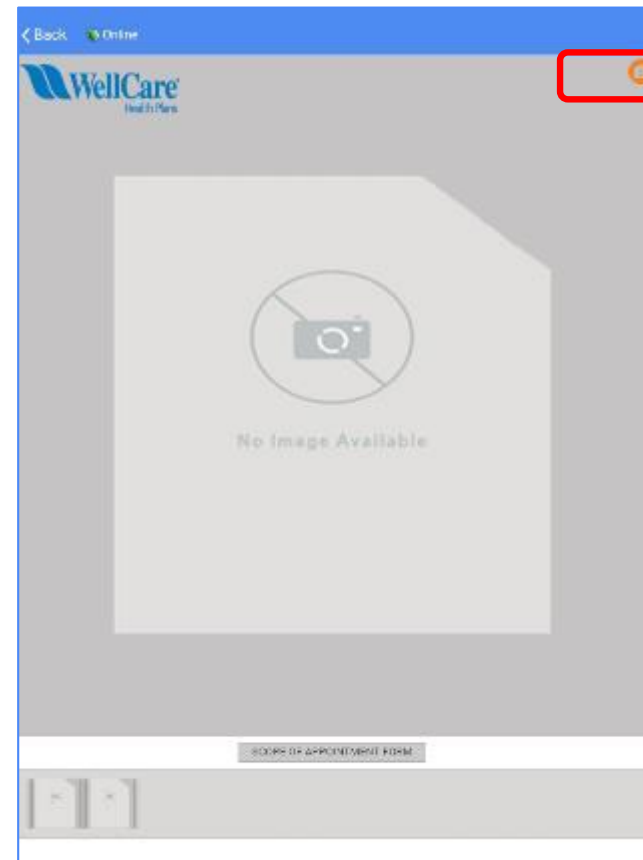 Back Online
WellCare
Health Plans
No Image Available
SCOPE OF APPOINTMENT FORM